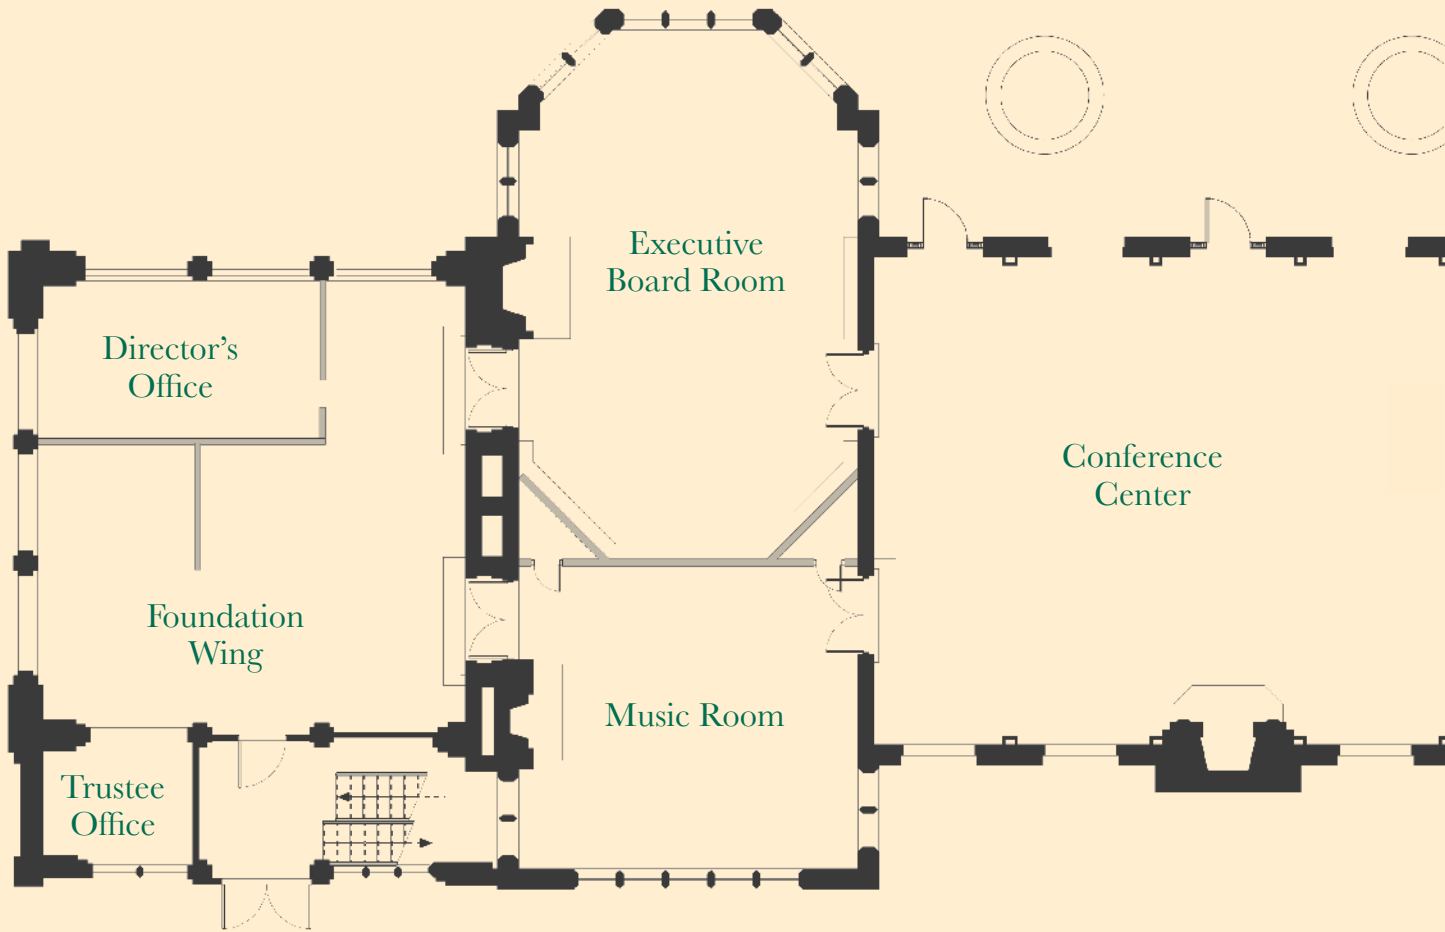 Executive
Board Room
Director’s
Office
Conference
Center
Foundation
Wing
Music Room
Trustee
Office